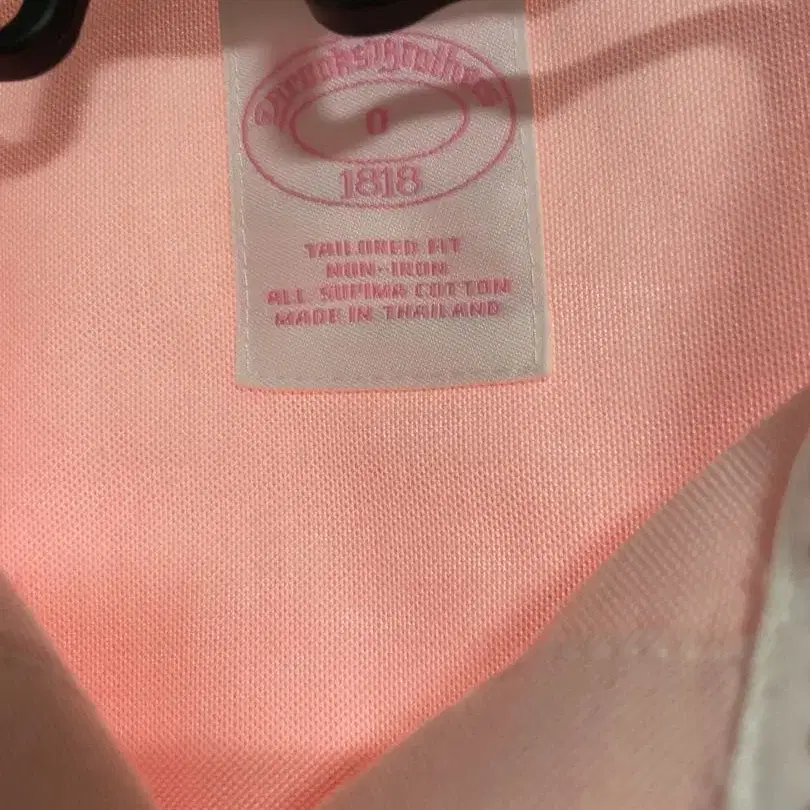 Brooks Brothers
0
1818
TAILORED FIT
NON-IRON
ALL SUPIMA COTTON
MADE IN THAILAND